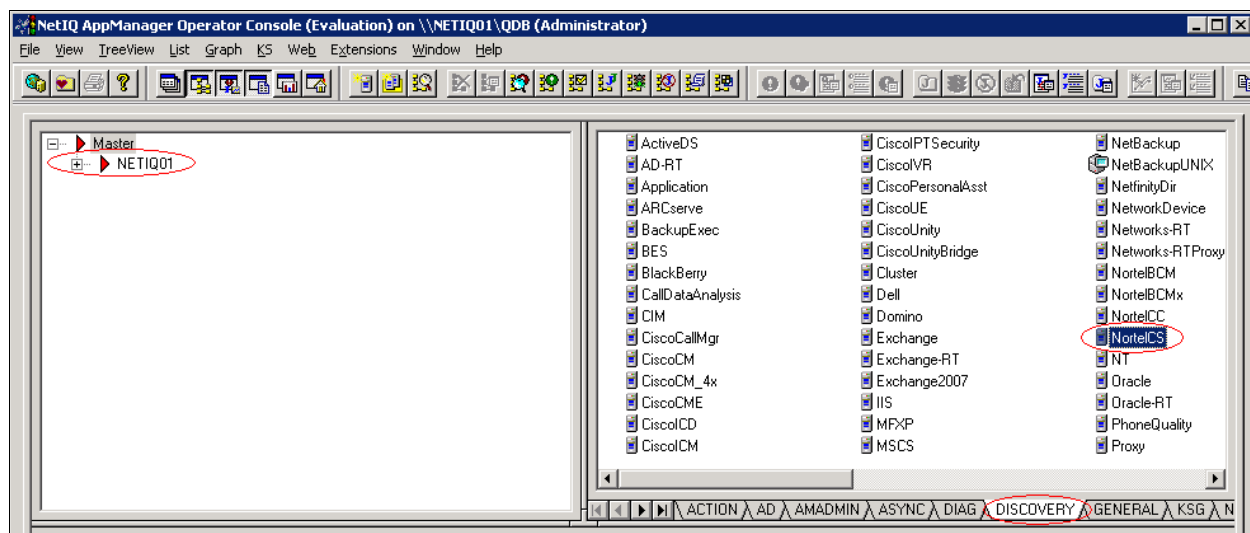 NetIQ AppManager Operator Console (Evaluation) on \\NETIQ01\QDB (Administrator)
File View TreeView List Graph KS Web Extensions Window Help
Master
NETIQ01
ActiveDS
AD-RT
Application
ARCserve
BackupExec
BES
BlackBerry
CallDataAnalysis
CIM
CiscoCallMgr
CiscoCM
CiscoCM_4x
CiscoCME
CiscoICD
CiscoICM
CiscoIPTSecurity
CiscoIVR
CiscoPersonalAsst
CiscoUE
CiscoUnity
CiscoUnityBridge
Cluster
Dell
Domino
Exchange
Exchange-RT
Exchange2007
IIS
MFXP
MSCS
NetBackup
NetBackupUNIX
NetfinityDir
NetworkDevice
Networks-RT
Networks-RTProxy
NortelBCM
NortelBCMx
NortelCC
NortelCS
NT
Oracle
Oracle-RT
PhoneQuality
Proxy
ACTION AD AMADMIN ASYNC DIAG DISCOVERY GENERAL KSG N